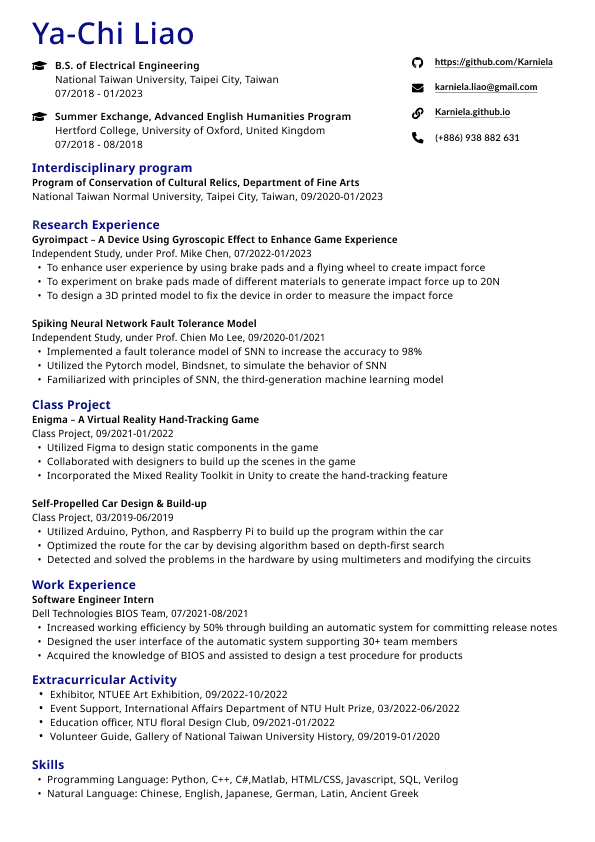 Ya-Chi Liao
B.S. of Electrical Engineering
National Taiwan University, Taipei City, Taiwan
07/2018 - 01/2023
Summer Exchange, Advanced English Humanities Program
Hertford College, University of Oxford, United Kingdom
07/2018 - 08/2018
https://github.com/Karniela
karniela.liao@gmail.com
Karniela.github.io
(+886) 938 882 631
Interdisciplinary program
Program of Conservation of Cultural Relics, Department of Fine Arts
National Taiwan Normal University, Taipei City, Taiwan, 09/2020-01/2023
Research Experience
Gyroimpact – A Device Using Gyroscopic Effect to Enhance Game Experience
Independent Study, under Prof. Mike Chen, 07/2022-01/2023
• To enhance user experience by using brake pads and a flying wheel to create impact force
• To experiment on brake pads made of different materials to generate impact force up to 20N
• To design a 3D printed model to fix the device in order to measure the impact force
Spiking Neural Network Fault Tolerance Model
Independent Study, under Prof. Chien Mo Lee, 09/2020-01/2021
• Implemented a fault tolerance model of SNN to increase the accuracy to 98%
• Utilized the Pytorch model, Bindsnet, to simulate the behavior of SNN
• Familiarized with principles of SNN, the third-generation machine learning model
Class Project
Enigma – A Virtual Reality Hand-Tracking Game
Class Project, 09/2021-01/2022
• Utilized Figma to design static components in the game
• Collaborated with designers to build up the scenes in the game
• Incorporated the Mixed Reality Toolkit in Unity to create the hand-tracking feature
Self-Propelled Car Design & Build-up
Class Project, 03/2019-06/2019
• Utilized Arduino, Python, and Raspberry Pi to build up the program within the car
• Optimized the route for the car by devising algorithm based on depth-first search
• Detected and solved the problems in the hardware by using multimeters and modifying the circuits
Work Experience
Software Engineer Intern
Dell Technologies BIOS Team, 07/2021-08/2021
• Increased working efficiency by 50% through building an automatic system for committing release notes
• Designed the user interface of the automatic system supporting 30+ team members
• Acquired the knowledge of BIOS and assisted to design a test procedure for products
Extracurricular Activity
• Exhibitor, NTUEE Art Exhibition, 09/2022-10/2022
• Event Support, International Affairs Department of NTU Hult Prize, 03/2022-06/2022
• Education officer, NTU floral Design Club, 09/2021-01/2022
• Volunteer Guide, Gallery of National Taiwan University History, 09/2019-01/2020
Skills
• Programming Language: Python, C++, C#,Matlab, HTML/CSS, Javascript, SQL, Verilog
• Natural Language: Chinese, English, Japanese, German, Latin, Ancient Greek